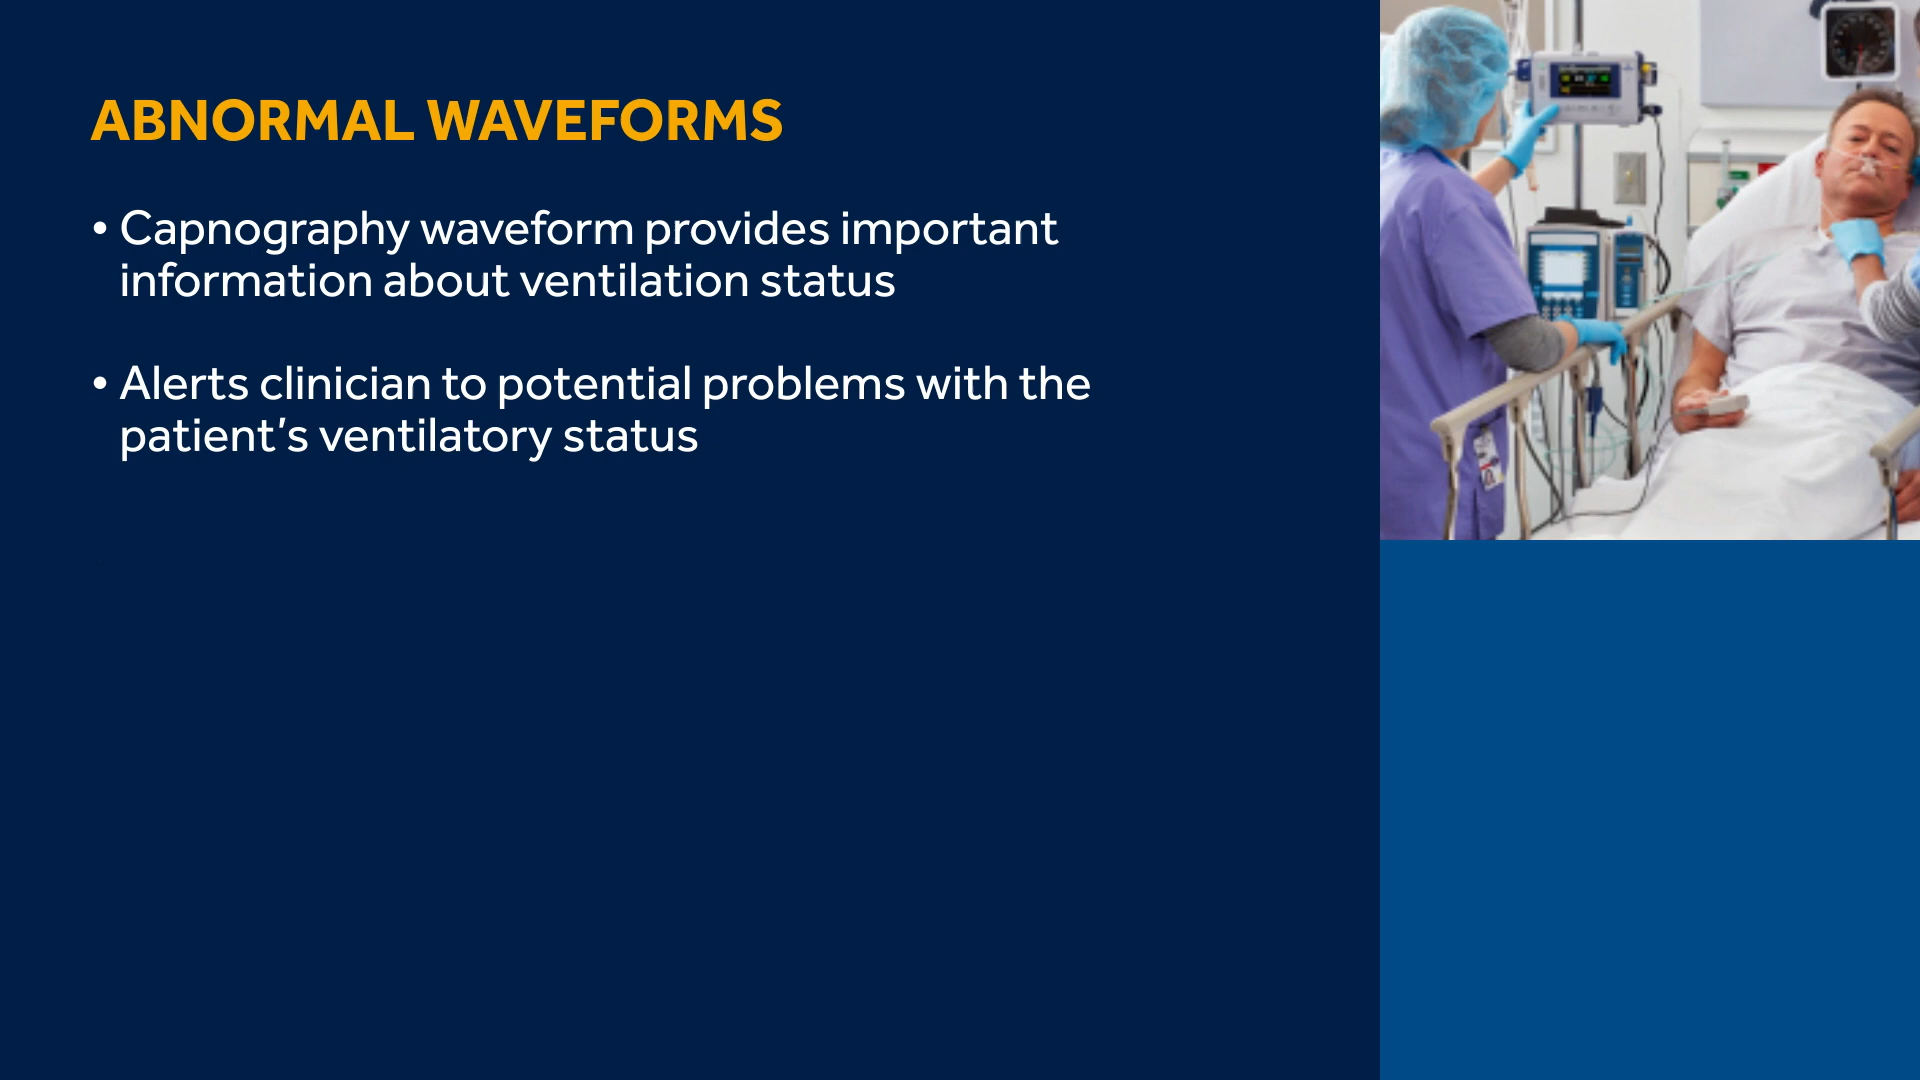 ABNORMAL WAVEFORMS
• Capnography waveform provides important
information about ventilation status
• Alerts clinician to potential problems with the
patient’s ventilatory status